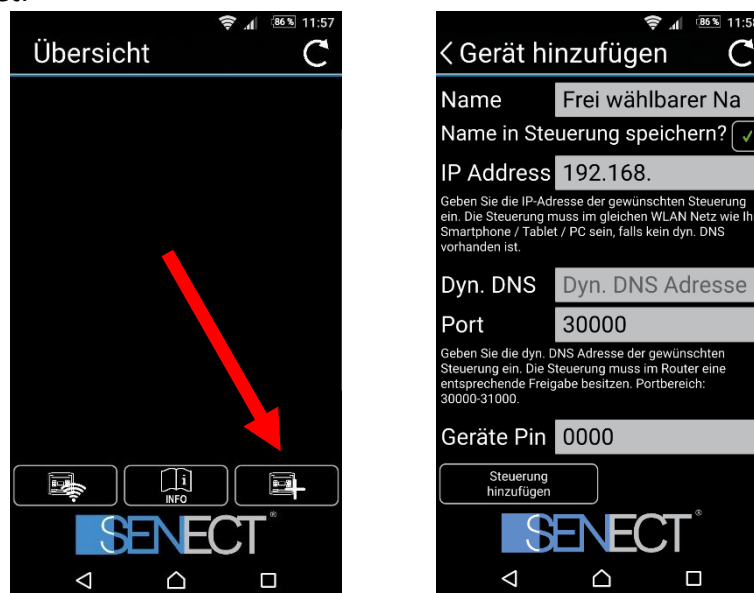 86% 11:57
Übersicht
INFO
SENECT®
86% 11:58
< Gerät hinzufügen
Name Frei wählbarer Na
Name in Steuerung speichern?
IP Address 192.168.
Geben Sie die IP-Adresse der gewünschten Steuerung
ein. Die Steuerung muss im gleichen WLAN Netz wie Ih
Smartphone / Tablet / PC sein, falls kein dyn. DNS
vorhanden ist.
Dyn. DNS Dyn. DNS Adresse
Port 30000
Geben Sie die dyn. DNS Adresse der gewünschten
Steuerung ein. Die Steuerung muss im Router eine
entsprechende Freigabe besitzen. Portbereich:
30000-31000.
Geräte Pin 0000
Steuerung
hinzufügen
SENECT®